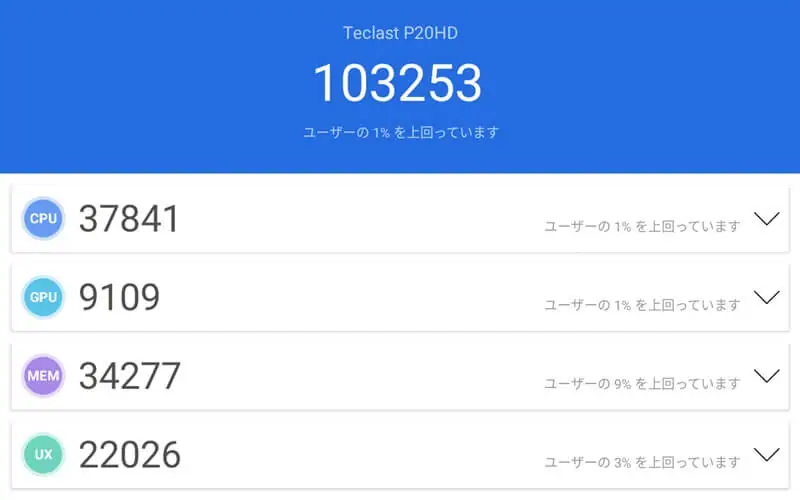 Teclast P20HD
103253
ユーザーの 1% を上回っています
CPU 37841 ユーザーの 1% を上回っています
GPU 9109 ユーザーの 1% を上回っています
MEM 34277 ユーザーの 9% を上回っています
UX 22026 ユーザーの 3% を上回っています